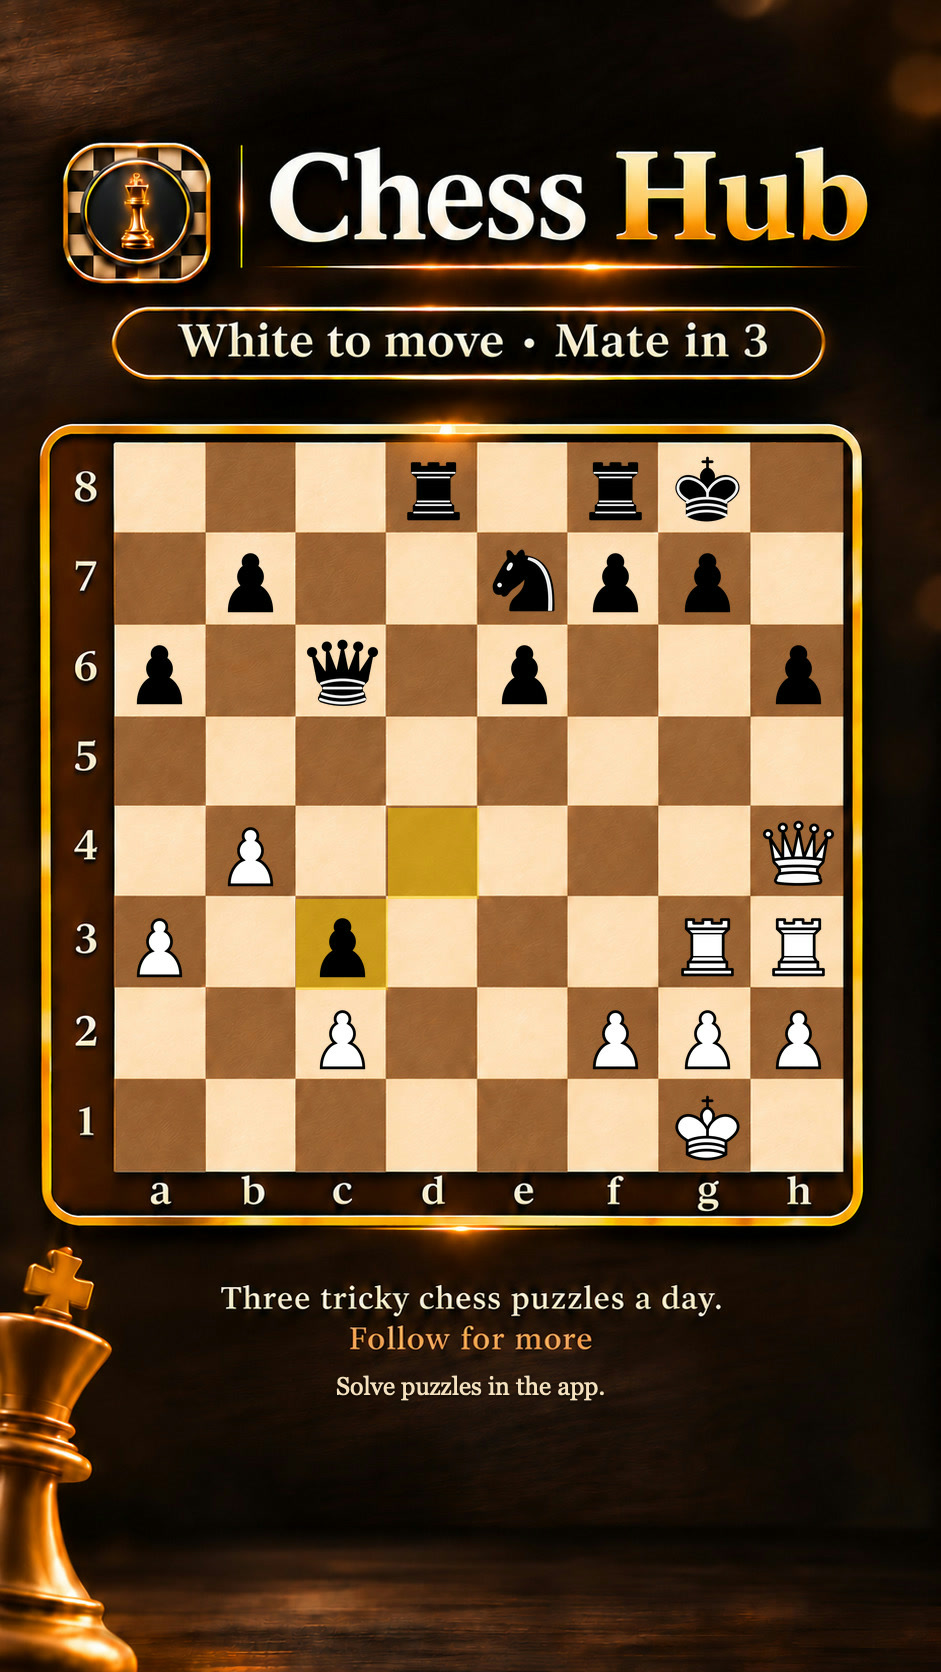 Chess Hub
White to move • Mate in 3
8
7
6
5
4
3
2
1
a b c d e f g h
Three tricky chess puzzles a day.
Follow for more
Solve puzzles in the app.